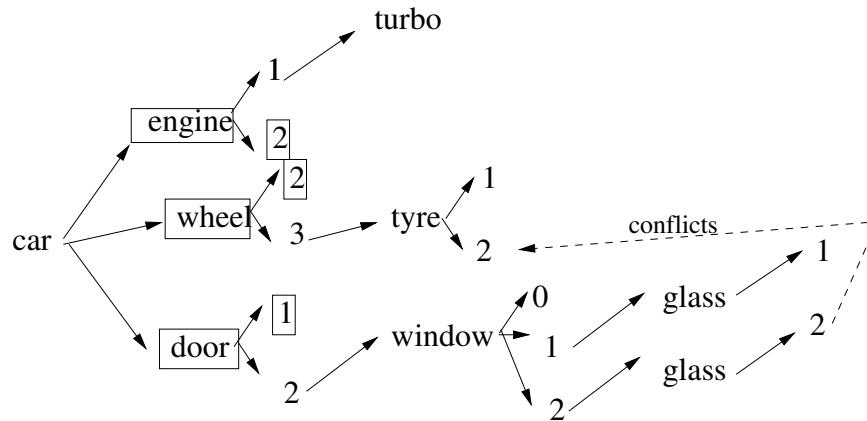 turbo
1
engine
2
2
1
wheel
tyre
car
3
2
conflicts
1
0
glass
1
door
window
1
2
glass
2
2